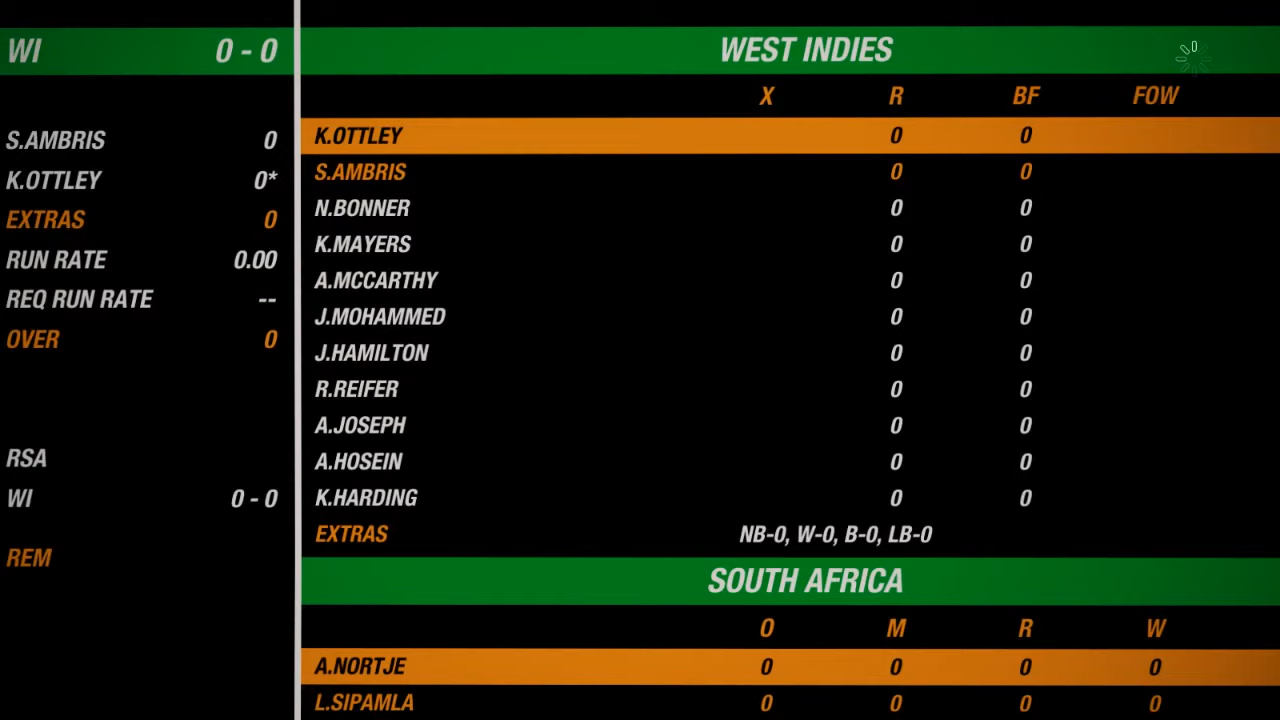 WI 0 - 0
S.AMBRIS 0
K.OTTLEY 0*
EXTRAS 0
RUN RATE 0.00
REQ RUN RATE --
OVER 0
RSA
WI 0 - 0
REM
WEST INDIES
X R BF FOW
K.OTTLEY 0 0
S.AMBRIS 0 0
N.BONNER 0 0
K.MAYERS 0 0
A.MCCARTHY 0 0
J.MOHAMMED 0 0
J.HAMILTON 0 0
R.REIFER 0 0
A.JOSEPH 0 0
A.HOSEIN 0 0
K.HARDING 0 0
EXTRAS NB-0, W-0, B-0, LB-0
SOUTH AFRICA
O M R W
A.NORTJE 0 0 0 0
L.SIPAMLA 0 0 0 0